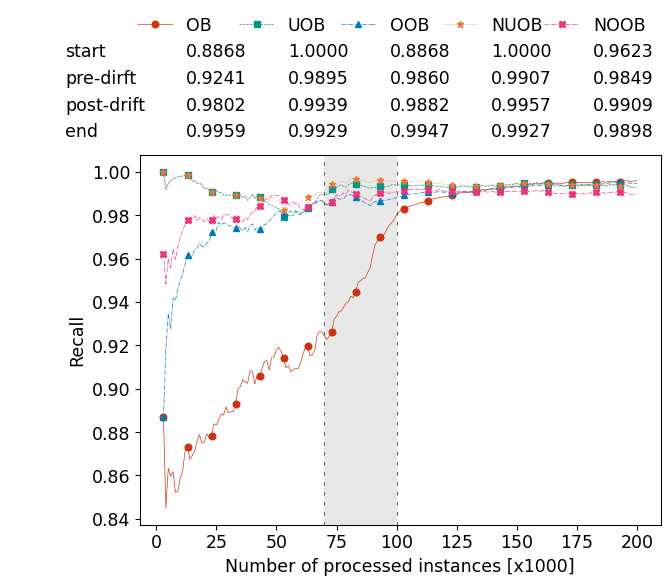 OB UOB OOB NUOB NOOB
start 0.8868 1.0000 0.8868 1.0000 0.9623
pre-dirft 0.9241 0.9895 0.9860 0.9907 0.9849
post-drift 0.9802 0.9939 0.9882 0.9957 0.9909
end 0.9959 0.9929 0.9947 0.9927 0.9898
1.00
0.98
0.96
0.94
0.92
0.90
0.88
0.86
0.84
Recall
0 25 50 75 100 125 150 175 200
Number of processed instances [x1000]